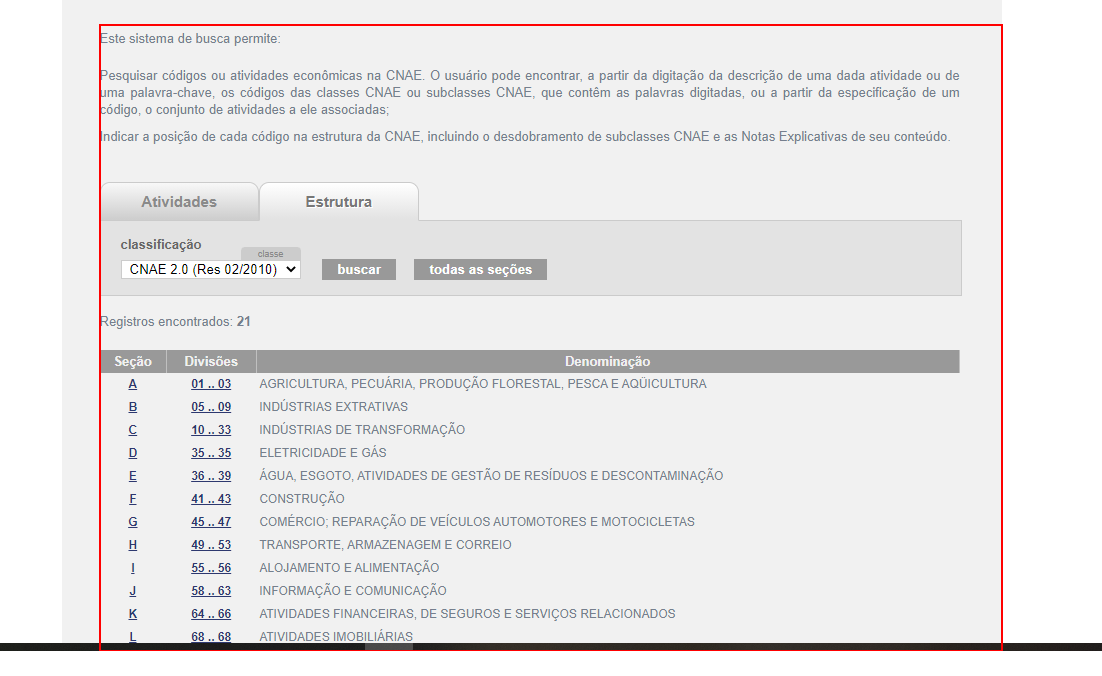 Este sistema de busca permite:
Pesquisar códigos ou atividades econômicas na CNAE. O usuário pode encontrar, a partir da digitação da descrição de uma dada atividade ou de
uma palavra-chave, os códigos das classes CNAE ou subclasses CNAE, que contêm as palavras digitadas, ou a partir da especificação de um
código, o conjunto de atividades a ele associadas;
Indicar a posição de cada código na estrutura da CNAE, incluindo o desdobramento de subclasses CNAE e as Notas Explicativas de seu conteúdo.
Atividades Estrutura
classificação
classe
CNAE 2.0 (Res 02/2010) buscar todas as seções
Registros encontrados: 21
Seção Divisões Denominação
A 01 .. 03 AGRICULTURA, PECUÁRIA, PRODUÇÃO FLORESTAL, PESCA E AQÜICULTURA
B 05 .. 09 INDÚSTRIAS EXTRATIVAS
C 10 .. 33 INDÚSTRIAS DE TRANSFORMAÇÃO
D 35 .. 35 ELETRICIDADE E GÁS
E 36 .. 39 ÁGUA, ESGOTO, ATIVIDADES DE GESTÃO DE RESÍDUOS E DESCONTAMINAÇÃO
F 41 .. 43 CONSTRUÇÃO
G 45 .. 47 COMÉRCIO; REPARAÇÃO DE VEÍCULOS AUTOMOTORES E MOTOCICLETAS
H 49 .. 53 TRANSPORTE, ARMAZENAGEM E CORREIO
I 55 .. 56 ALOJAMENTO E ALIMENTAÇÃO
J 58 .. 63 INFORMAÇÃO E COMUNICAÇÃO
K 64 .. 66 ATIVIDADES FINANCEIRAS, DE SEGUROS E SERVIÇOS RELACIONADOS
L 68 .. 68 ATIVIDADES IMOBILIÁRIAS